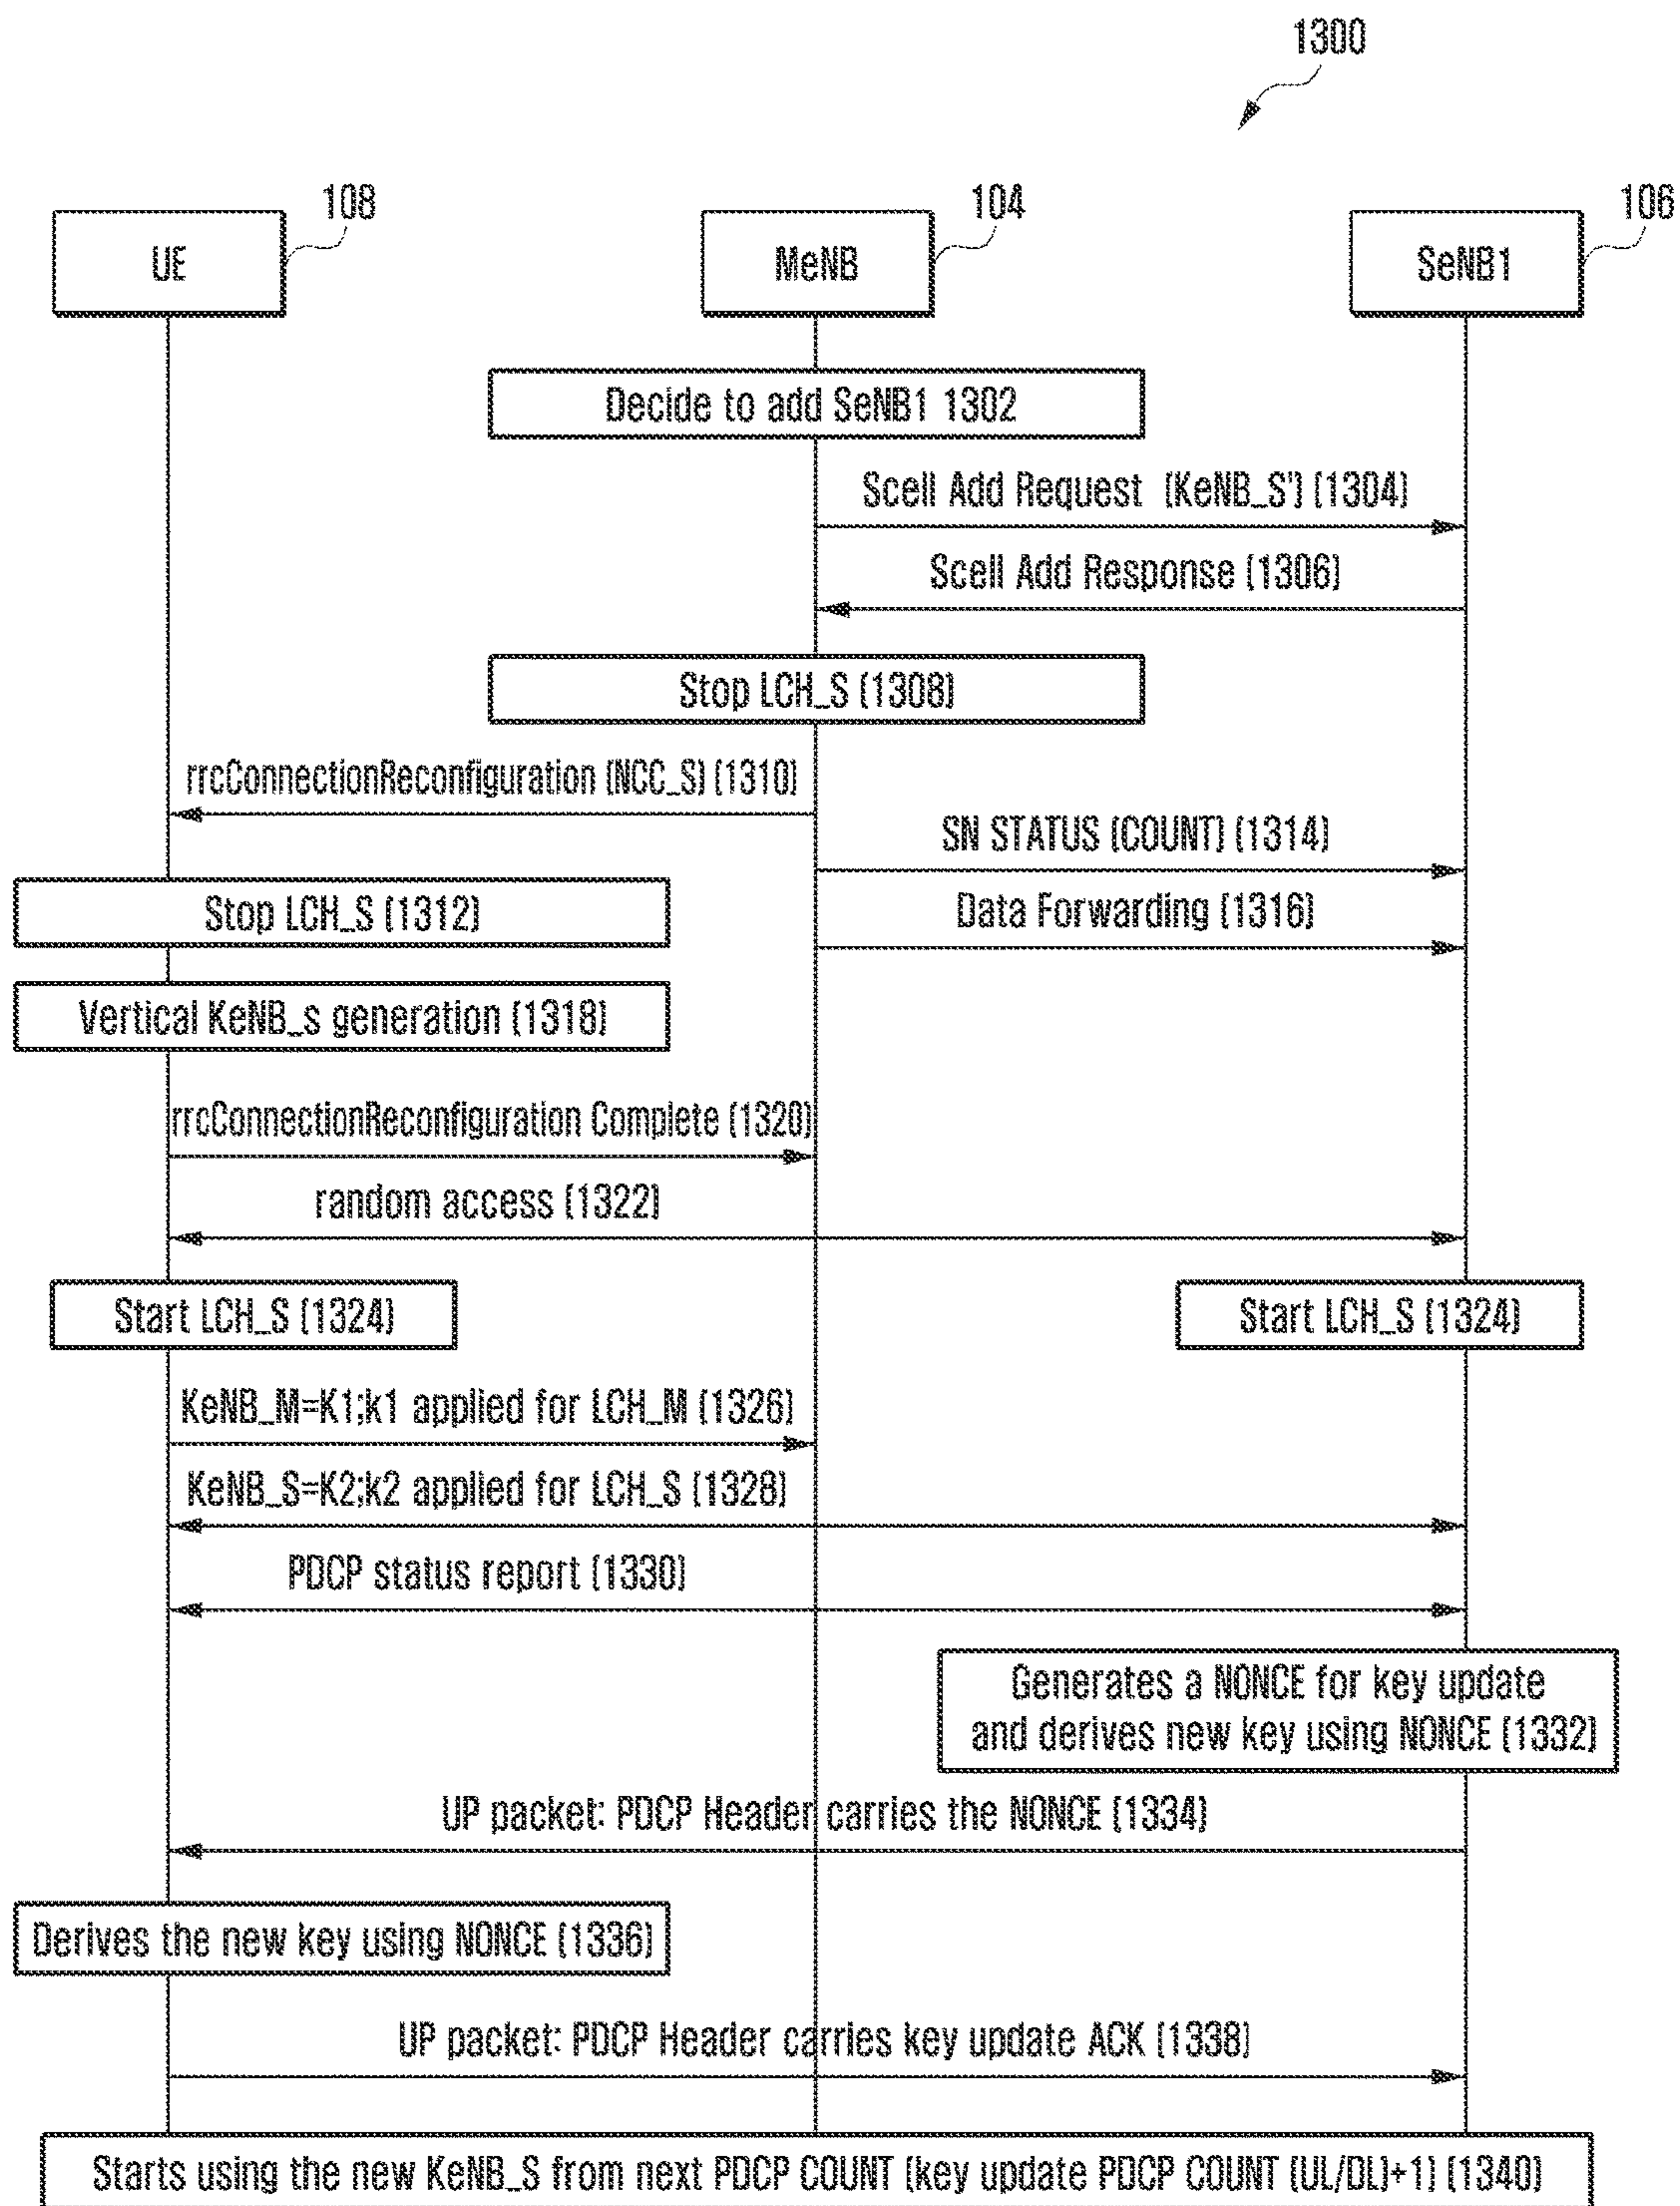 1300
108
104
106
UE
MeNB
SeNB1
Decide to add SeNB1 1302
Scell Add Request (KeNB_S') (1304)
Scell Add Response (1306)
Stop LCH_S (1308)
rrcConnectionReconfiguration (NCC_S) (1310)
SN STATUS (COUNT) (1314)
Stop LCH_S (1312)
Data Forwarding (1316)
Vertical KeNB_s generation (1318)
rrcConnectionReconfiguration Complete (1320)
random access (1322)
Start LCH_S (1324)
Start LCH_S (1324)
KeNB_M=K1;k1 applied for LCH_M (1326)
KeNB_S=K2;k2 applied for LCH_S (1328)
PDCP status report (1330)
Generates a NONCE for key update
and derives new key using NONCE (1332)
UP packet: PDCP Header carries the NONCE (1334)
Derives the new key using NONCE (1336)
UP packet: PDCP Header carries key update ACK (1338)
Starts using the new KeNB_S from next PDCP COUNT (key update PDCP COUNT (UL/DL)+1) (1340)